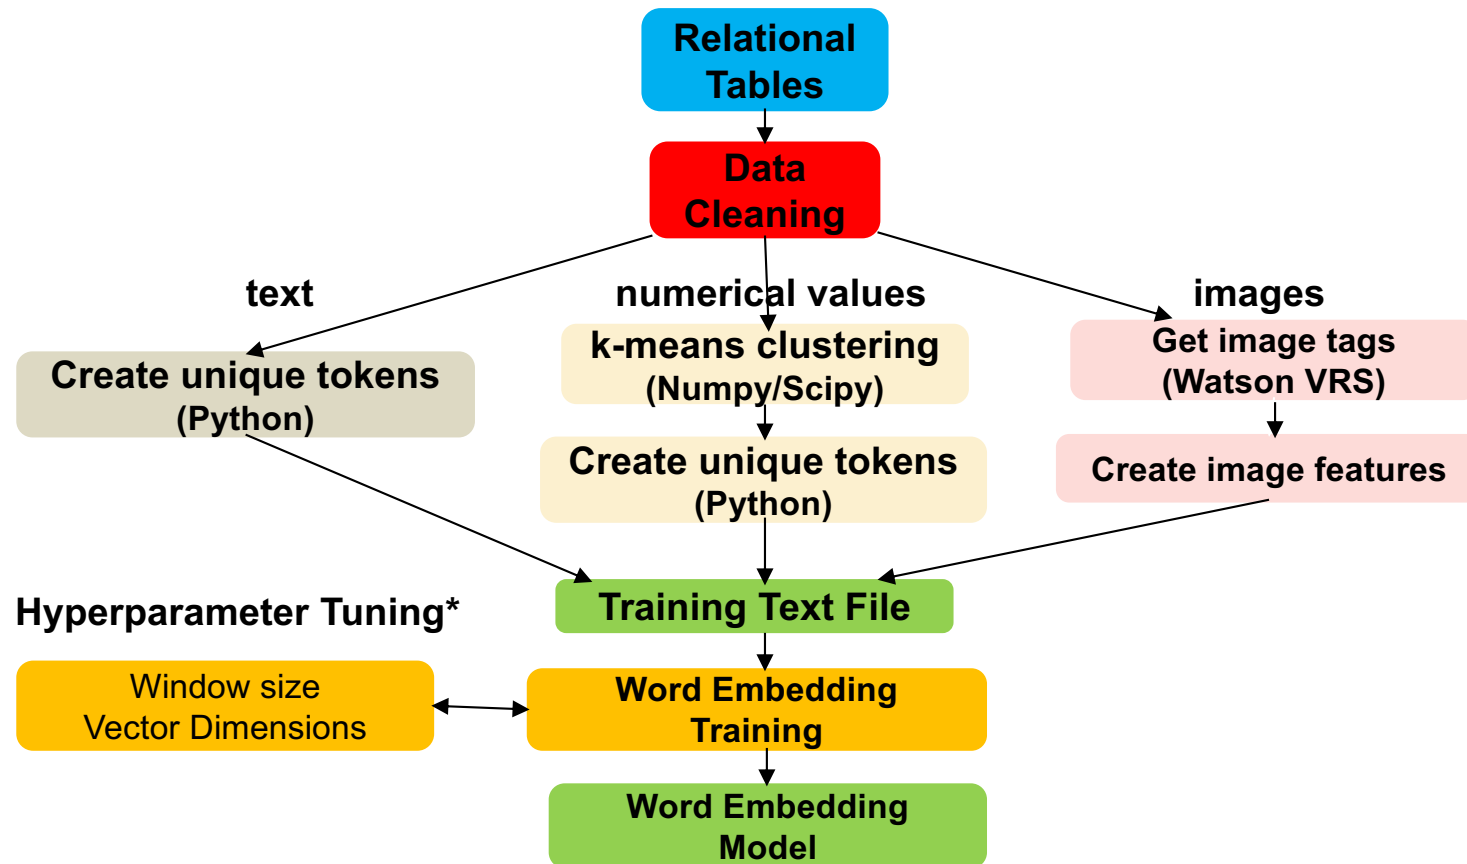 Relational
Tables
Data
Cleaning
text
numerical values
images
Create unique tokens
(Python)
k-means clustering
(Numpy/Scipy)
Get image tags
(Watson VRS)
Create unique tokens
(Python)
Create image features
Training Text File
Hyperparameter Tuning*
Window size
Vector Dimensions
Word Embedding
Training
Word Embedding
Model